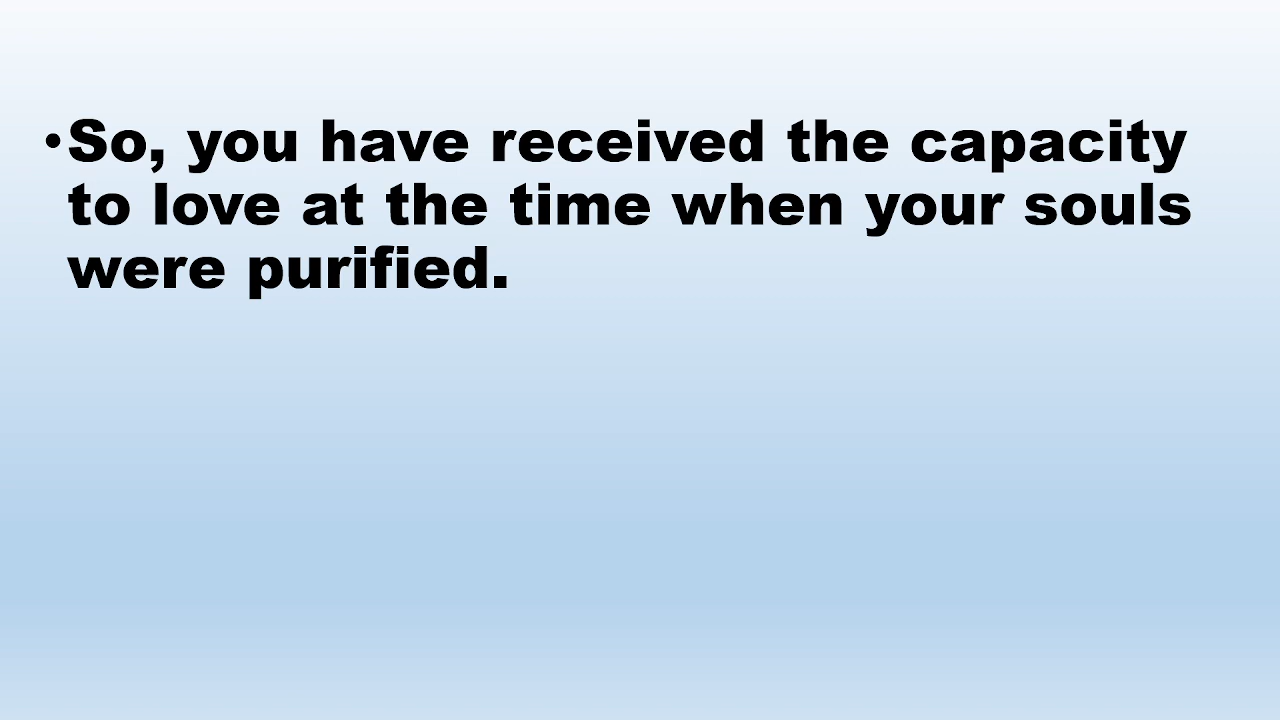 •So, you have received the capacity
to love at the time when your souls
were purified.